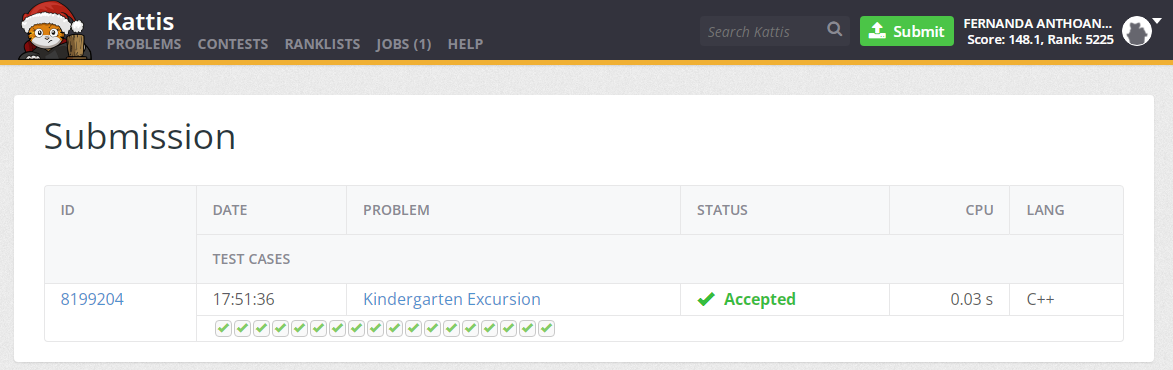 Kattis
PROBLEMS CONTESTS RANKLISTS JOBS (1) HELP
Search Kattis
Submit
FERNANDA ANTHOAN...
Score: 148.1, Rank: 5225
Submission
ID DATE PROBLEM STATUS CPU LANG
TEST CASES
8199204 17:51:36 Kindergarten Excursion Accepted 0.03 s C++